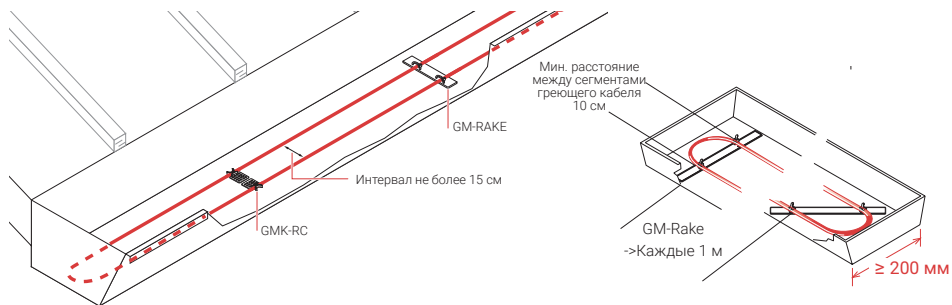 GM-RAKE
Интервал не более 15 см
GMK-RC
Мин. расстояние
между сегментами
греющего кабеля
10 см
GM-Rake
->Каждые 1 м
≥ 200 мм